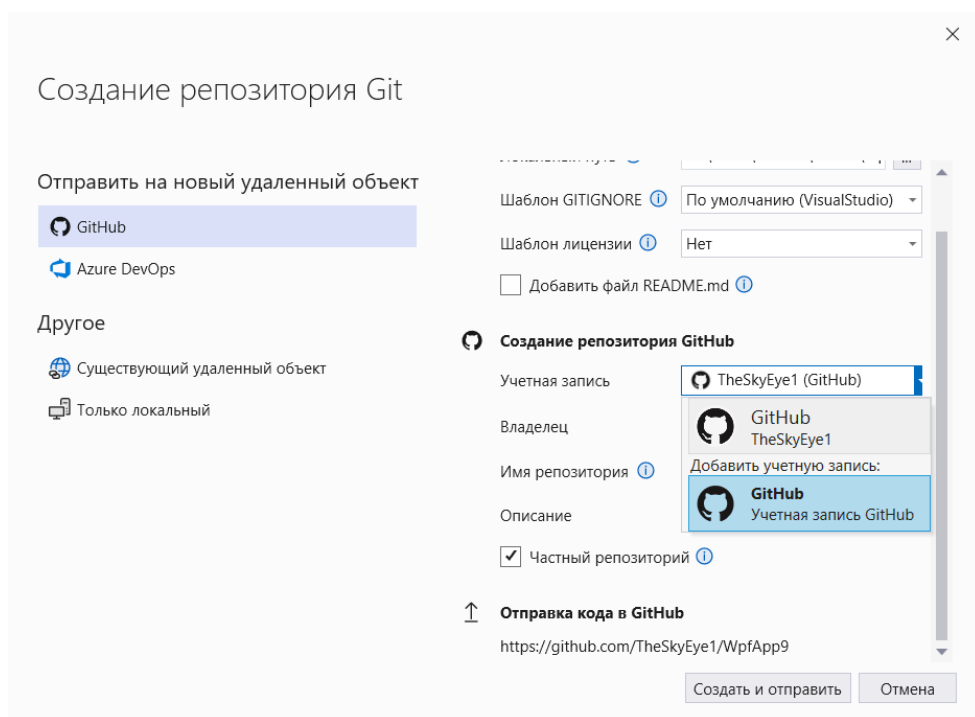 Создание репозитория Git
Отправить на новый удаленный объект
GitHub
Azure DevOps
Другое
Существующий удаленный объект
Только локальный
Шаблон GITIGNORE
По умолчанию (VisualStudio)
Шаблон лицензии
Нет
Добавить файл README.md
Создание репозитория GitHub
Учетная запись
TheSkyEye1 (GitHub)
GitHub
TheSkyEye1
Владелец
Добавить учетную запись:
Имя репозитория
GitHub
Учетная запись GitHub
Описание
Частный репозиторий
Отправка кода в GitHub
https://github.com/TheSkyEye1/WpfApp9
Создать и отправить
Отмена